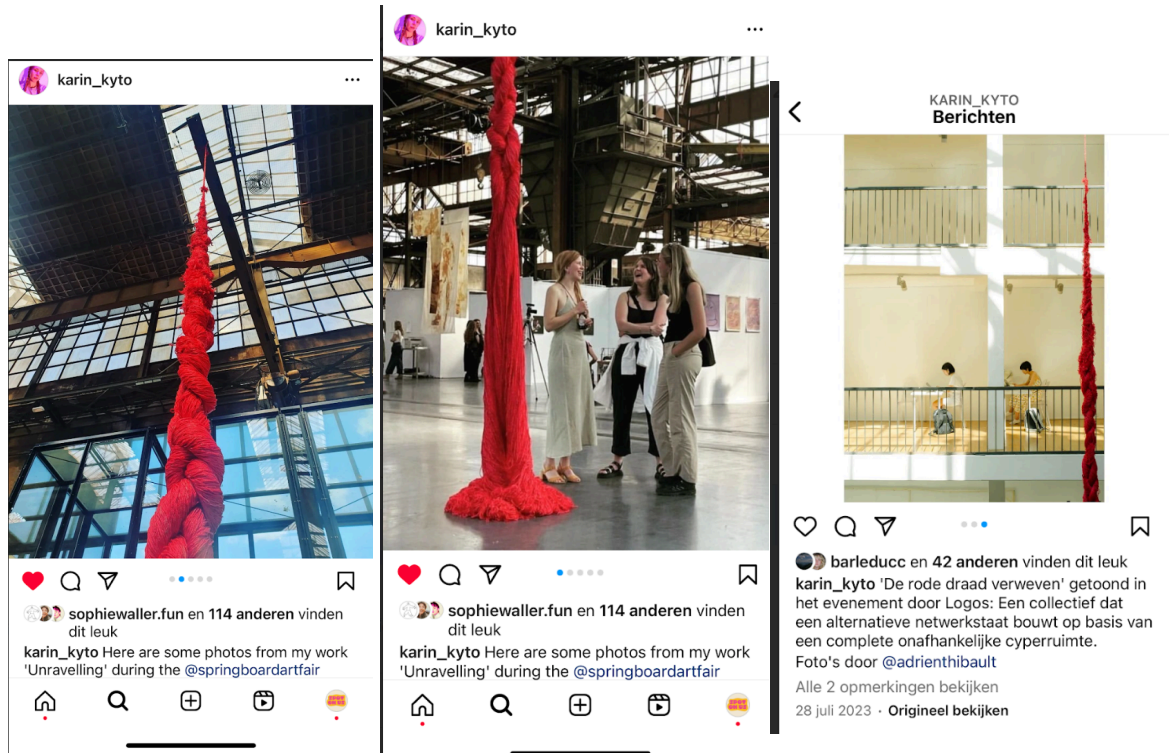 karin_kyto
sophiewaller.fun en 114 anderen vinden
dit leuk
karin_kyto Here are some photos from my work
'Unravelling' during the @springboardartfair
karin_kyto
sophiewaller.fun en 114 anderen vinden
dit leuk
karin_kyto Here are some photos from my work
'Unravelling' during the @springboardartfair
KARIN_KYTO
Berichten
barleducc en 42 anderen vinden dit leuk
karin_kyto 'De rode draad verweven' getoond in
het evenement door Logos: Een collectief dat
een alternatieve netwerkstaat bouwt op basis van
een complete onafhankelijke cyperruimte.
Foto's door @adrienthibault
Alle 2 opmerkingen bekijken
28 juli 2023 · Origineel bekijken